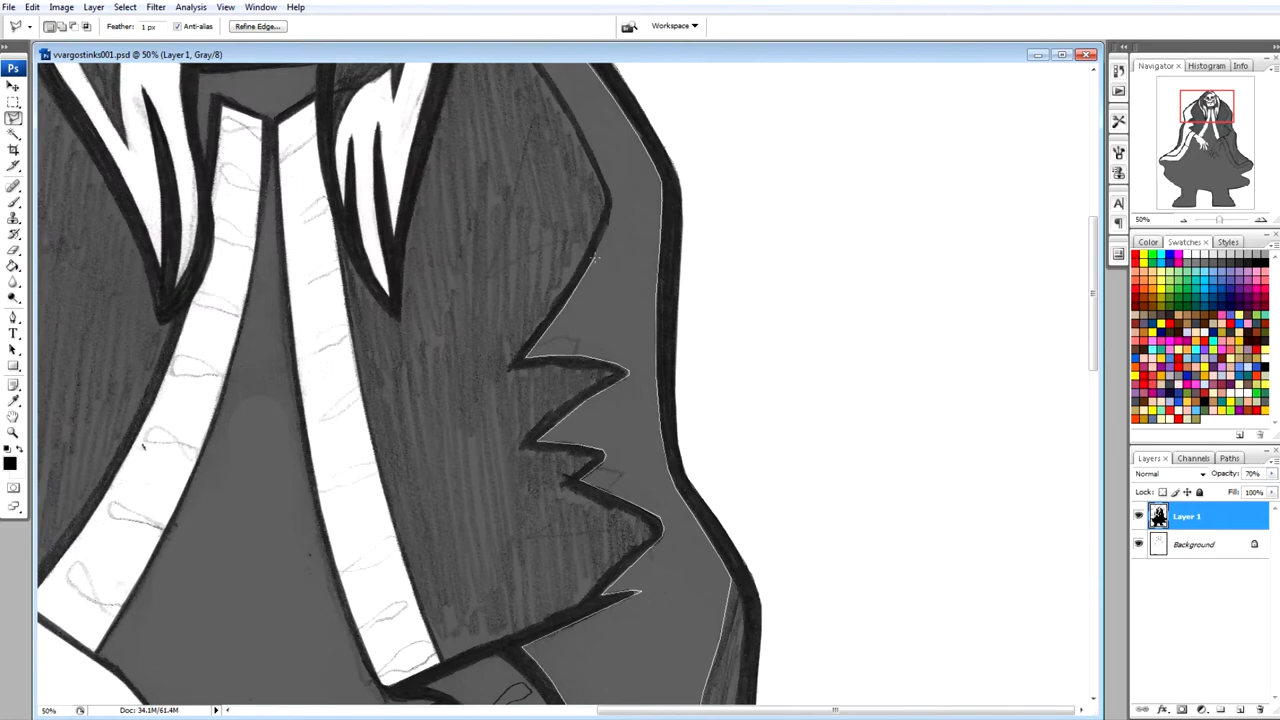 File Edit Image Layer Select Filter Analysis View Window Help
Feather: 1 px Anti-alias Refine Edge... Workspace
Ps vvargostinks001.psd @ 50% (Layer 1, Gray/8)
Navigator Histogram Info
50%
Color Swatches Styles
Layers Channels Paths
Normal Opacity: 70%
Lock: Fill: 100%
Layer 1
Background
50% Doc: 34.1M/61.4M